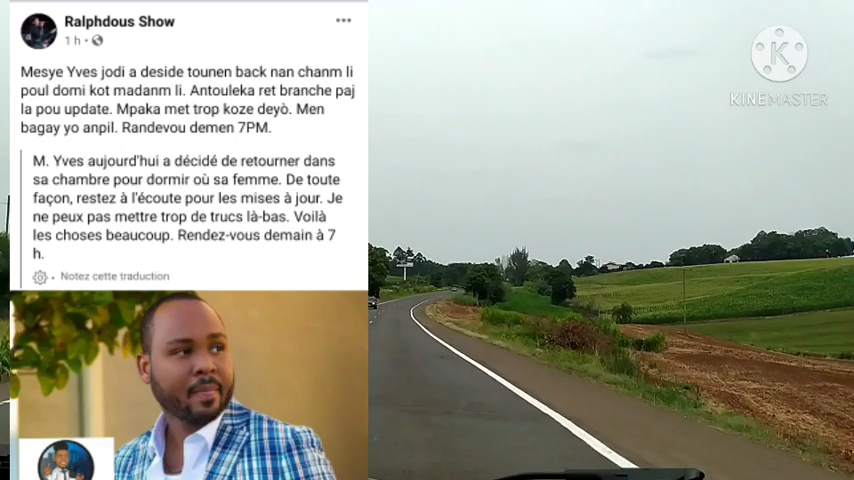 Ralphdous Show
1 h
Mesye Yves jodi a deside tounen back nan chanm li
poul domi kot madanm li. Antouleka ret branche paj
la pou update. Mpaka met trop koze deyò. Men
bagay yo anpil. Randevou demen 7PM.
M. Yves aujourd'hui a décidé de retourner dans
sa chambre pour dormir où sa femme. De toute
façon, restez à l'écoute pour les mises à jour. Je
ne peux pas mettre trop de trucs là-bas. Voilà
les choses beaucoup. Rendez-vous demain à 7
h.
Notez cette traduction
K
KINEMASTER